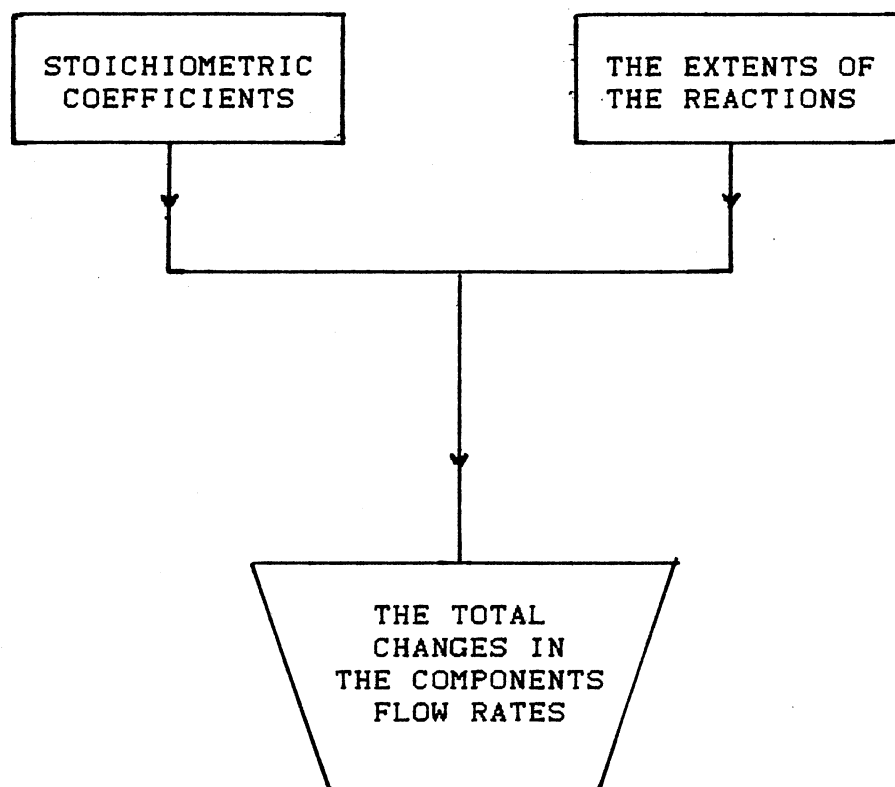 STOICHIOMETRIC
COEFFICIENTS
THE EXTENTS OF
THE REACTIONS
THE TOTAL
CHANGES IN
THE COMPONENTS
FLOW RATES